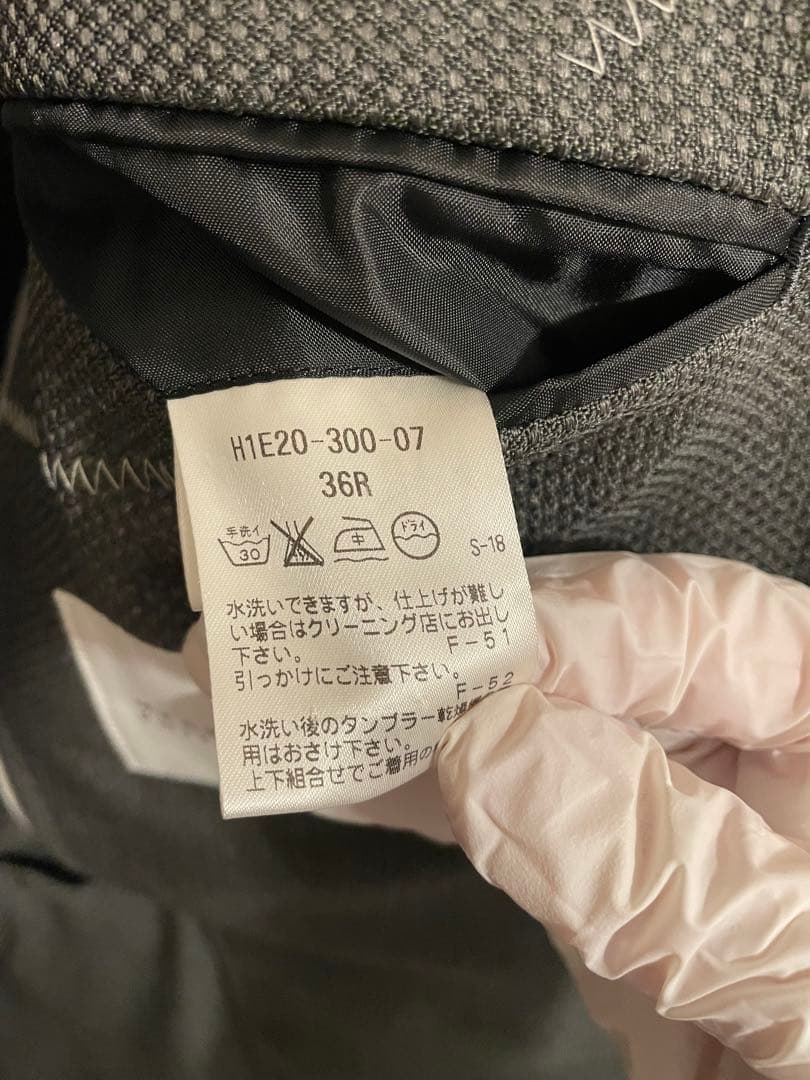 H1E20-300-07
36R
手洗イ
30
中
ドライ
S-18
水洗いできますが、仕上げが難し
い場合はクリーニング店にお出し
下さい。 F-51
引っかけにご注意下さい。
F-52
水洗い後のタンブラー乾燥
用はおさけ下さい。
上下組合せでご着用の